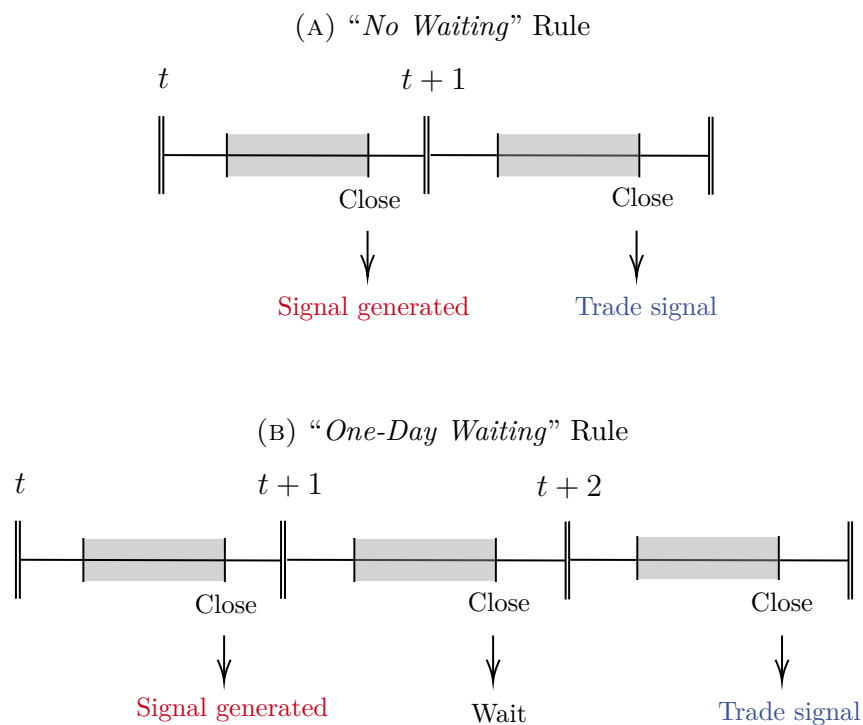 (A) “No Waiting” Rule
t t + 1
Close Close
Signal generated Trade signal
(B) “One-Day Waiting” Rule
t t + 1 t + 2
Close Close Close
Signal generated Wait Trade signal